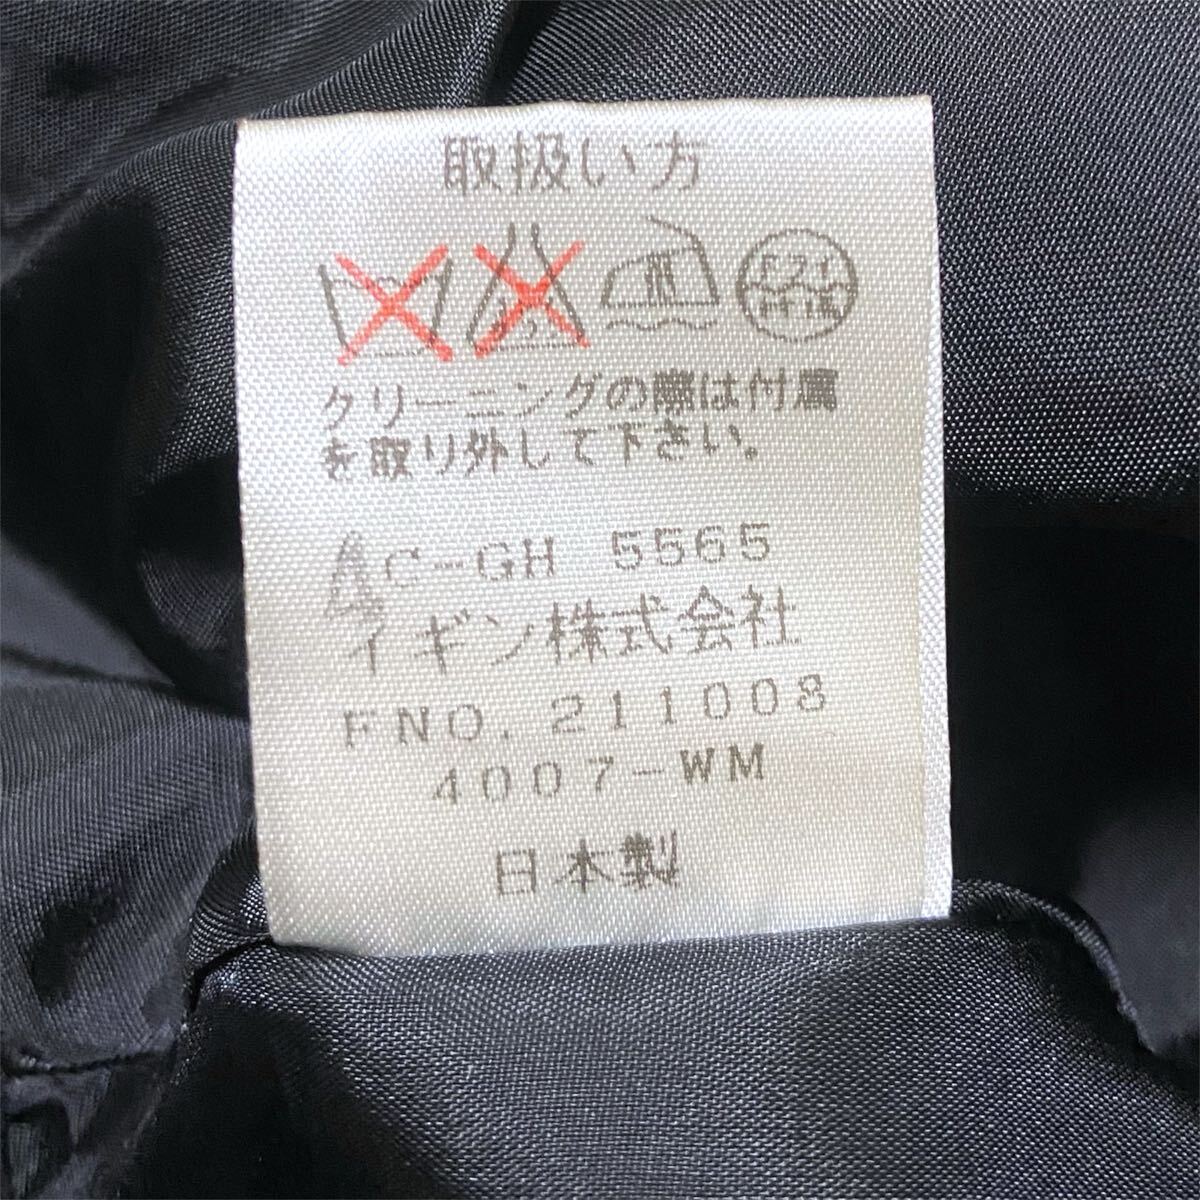 取扱い方
クリーニングの際は付属
を取り外して下さい。
C-GH 5565
イギン株式会社
FNO. 211008
4007-WM
日本製